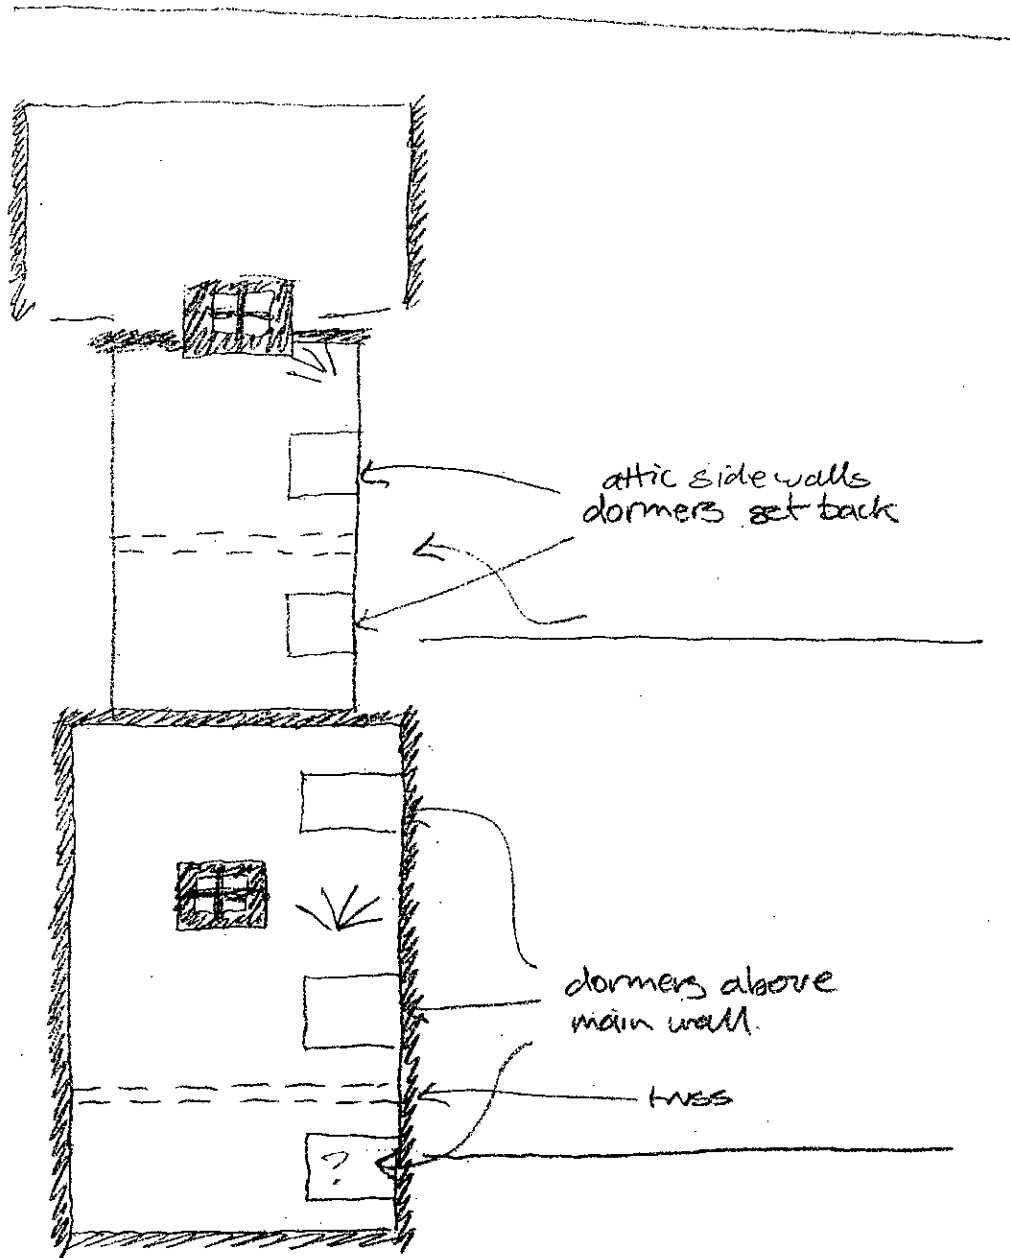 attic side walls
dormers set back
dormers above
main wall.
truss
?